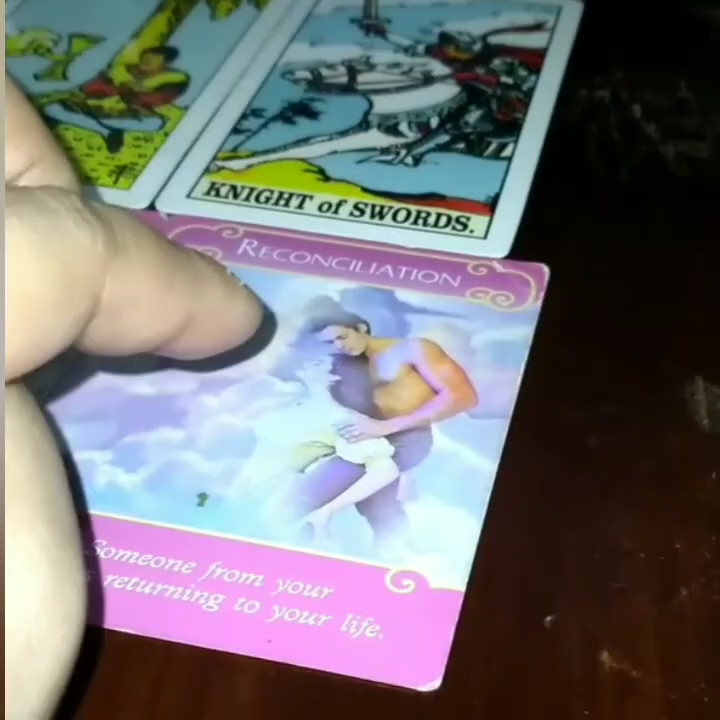 KNIGHT of SWORDS.
RECONCILIATION
Someone from your
returning to your life.